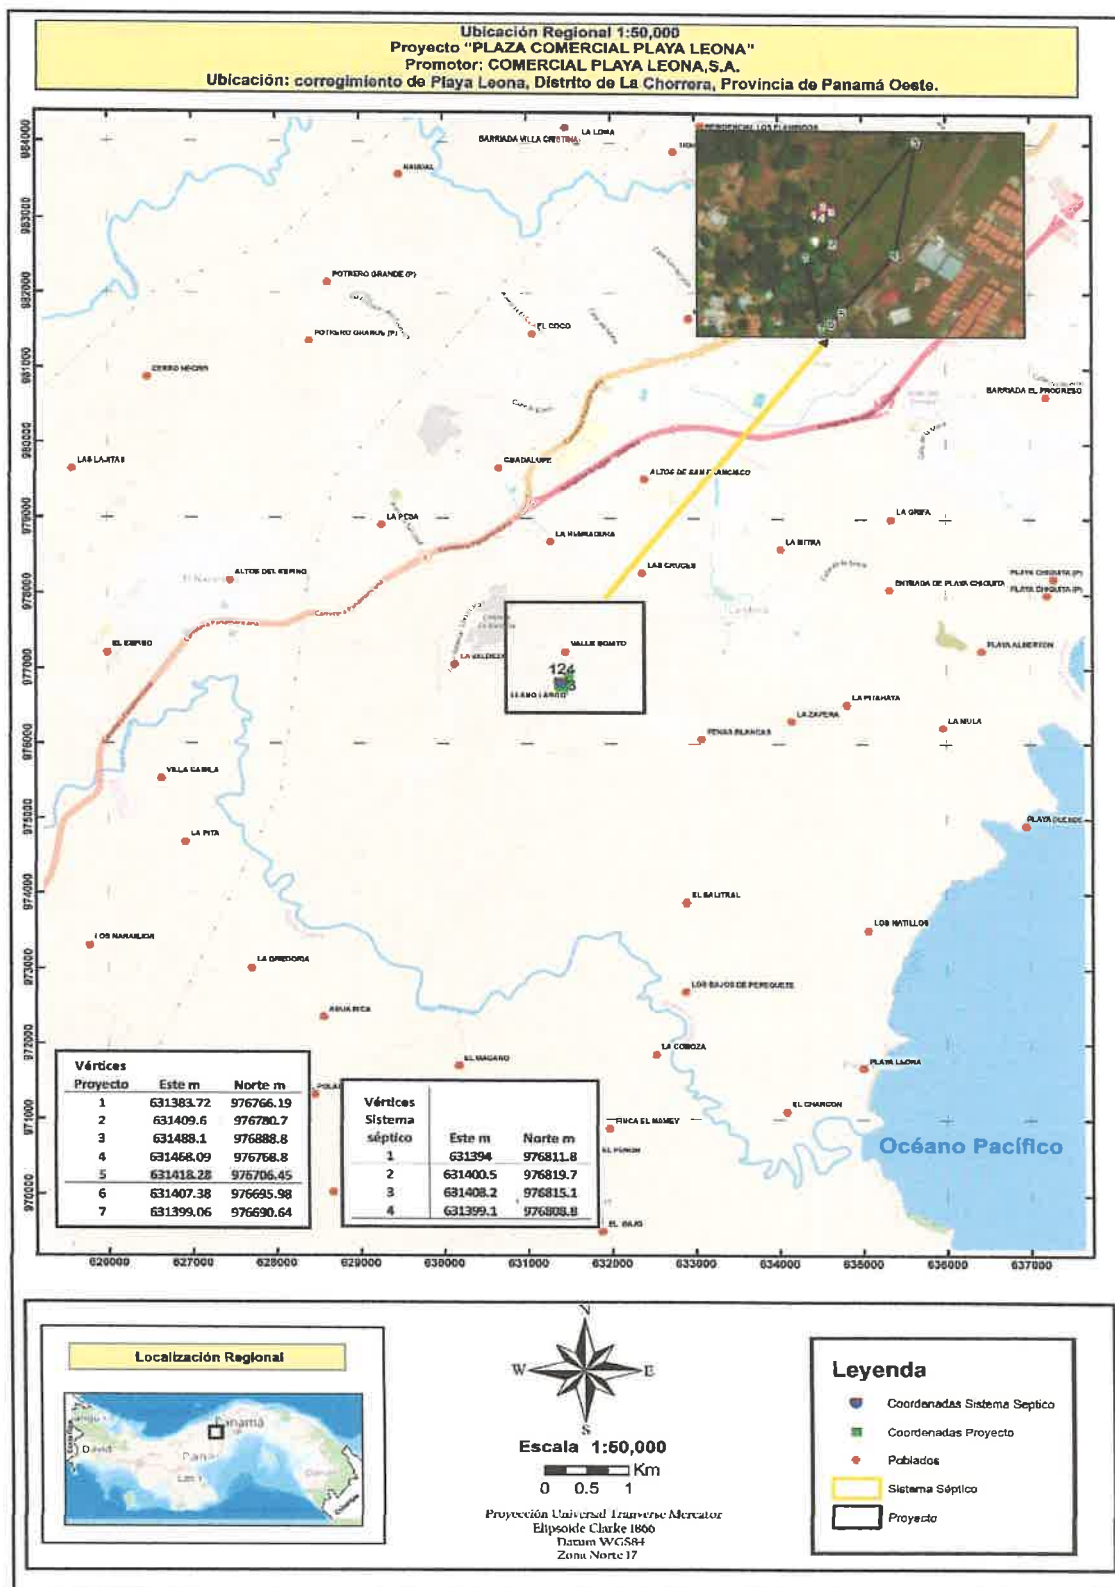 Ubicación Regional 1:50,000
Proyecto "PLAZA COMERCIAL PLAYA LEONA"
Promotor: COMERCIAL PLAYA LEONA,S.A.
Ubicación: corregimiento de Playa Leona, Distrito de La Chorrera, Provincia de Panamá Oeste.
984000
983000
982000
981000
980000
979000
978000
977000
976000
975000
974000
973000
972000
971000
970000
LA LOMA
BARRIADA VILLA CRISTINA
POTRERO GRANDE (P)
POTRERO GRANDE (P)
EL COCO
CERRO NEGRO
BARRIADA EL PROGRESO
LAS LAJITAS
GUADALUPE
ALTOS DE SAN FRANCISCO
LA PESA
LA HERRADURA
LA GRIFA
LA MITRA
ALTOS DEL ESPINO
LAS CRUCES
ENTRADA DE PLAYA CHIQUITA
PLAYA CHIQUITA (P)
PLAYA CHIQUITA (P)
Carretera Panamericana
EL ESPINO
VALLE BONITO
124
LLANO LARGO
3
LA PITAHAYA
LA ZAPERA
LA MULA
PENAS BLANCAS
LA PITA
EL SALITRAL
LOS MATILLOS
LOS NARANJOS
LA GREGORIA
LOS BAJOS DE PEREQUETE
AGUA RICA
EL MAGANO
PLAYA LEONA
EL CHARCON
FINCA EL MAMEY
EL BAJO
Océano Pacífico
Vértices
Proyecto Este m Norte m
1 631383.72 976766.19
2 631409.6 976780.7
3 631488.1 976888.8
4 631468.09 976768.8
5 631418.28 976706.45
6 631407.38 976695.98
7 631399.06 976690.64
Vértices
Sistema
séptico Este m Norte m
1 631394 976811.8
2 631400.5 976819.7
3 631408.2 976815.1
4 631399.1 976808.8
627000 628000 629000 630000 631000 632000 633000 634000 635000 636000 637000
Localización Regional
Panamá
David
N
W E
S
Escala 1:50,000
Km
0 0.5 1
Proyección Universal Tranverse Mercator
Elipsoide Clarke 1866
Datum WGS84
Zona Norte 17
Leyenda
Coordenadas Sistema Septico
Coordenadas Proyecto
Poblados
Sistema Séptico
Proyecto